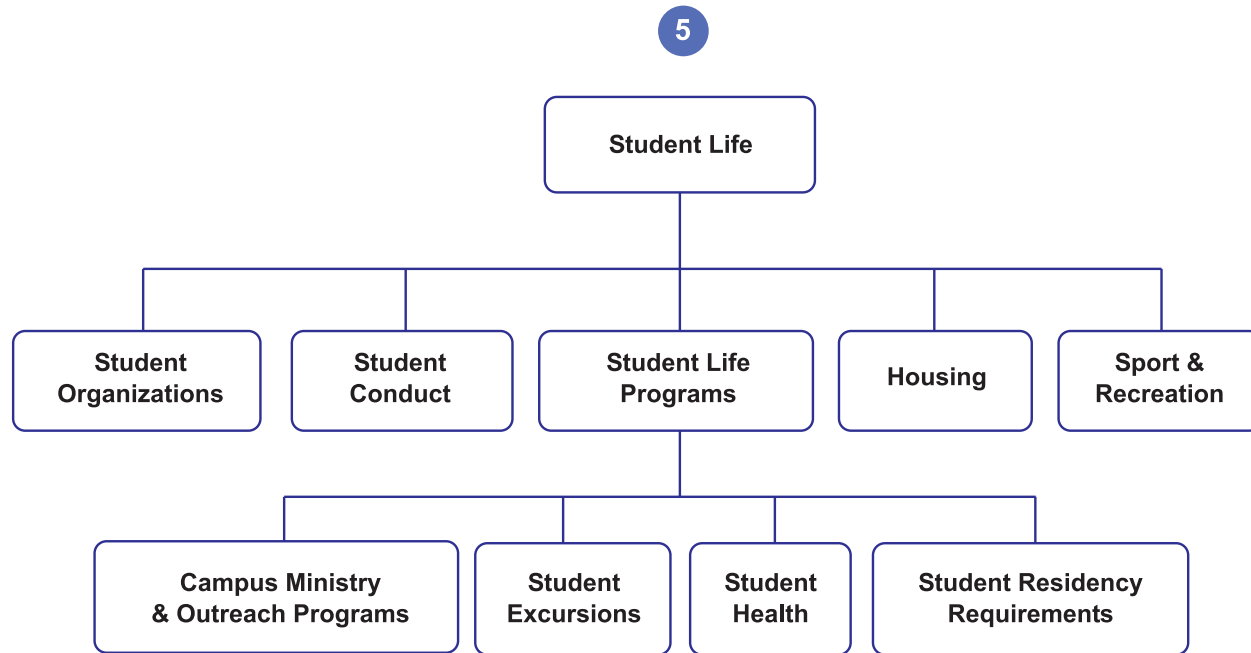 5
Student Life
Student
Organizations
Student
Conduct
Student Life
Programs
Housing
Sport &
Recreation
Campus Ministry
& Outreach Programs
Student
Excursions
Student
Health
Student Residency
Requirements